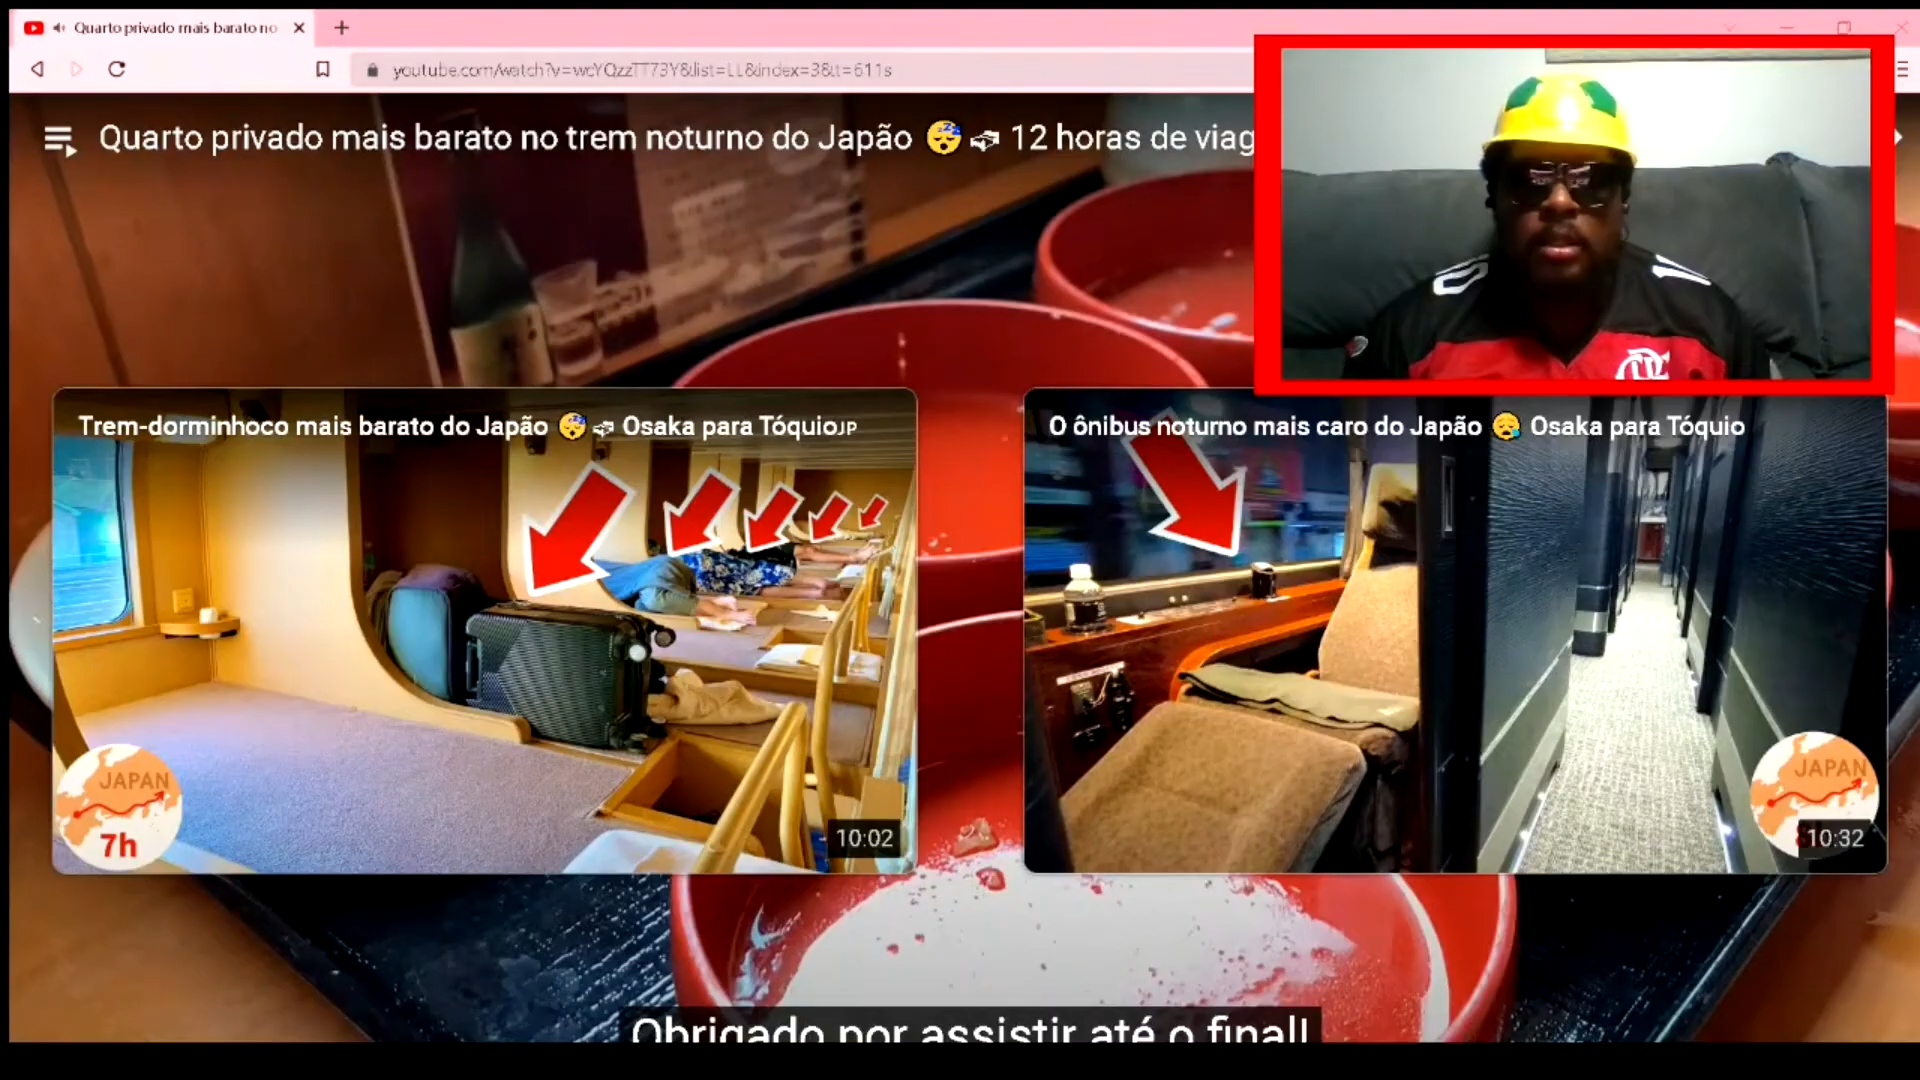 Quarto privado mais barato no
youtube.com/watch?v=wcYQzzTT73Y&list=LL&index=3&t=611s
Quarto privado mais barato no trem noturno do Japão 😴🚄 12 horas de viag
Trem-dorminhoco mais barato do Japão 😴🚄 Osaka para TóquioJP
JAPAN
7h
10:02
O ônibus noturno mais caro do Japão 😪 Osaka para Tóquio
JAPAN
10:32
Obrigado por assistir até o final!